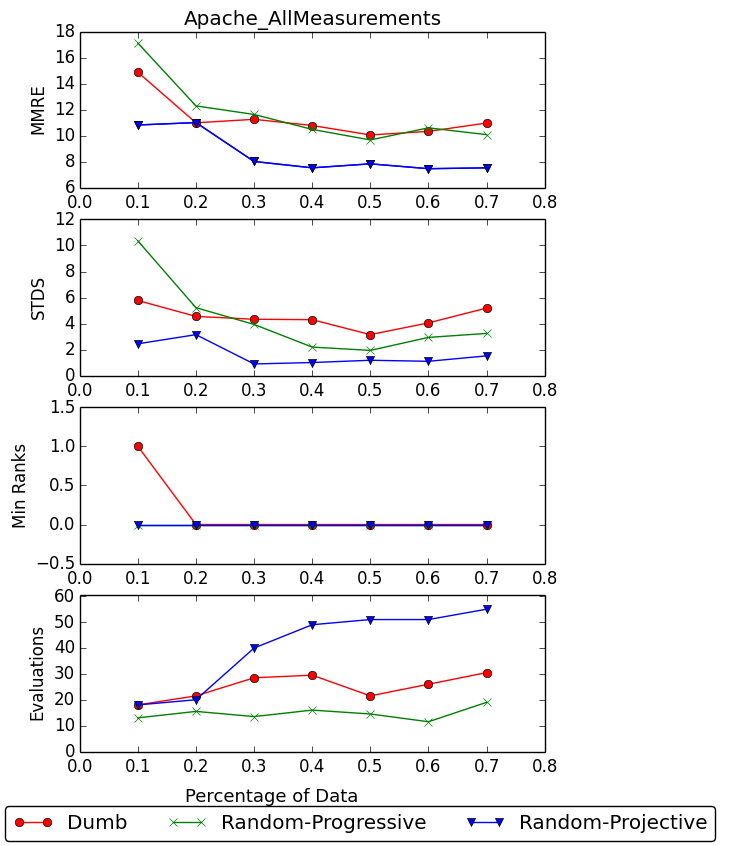 Apache_AllMeasurements
18
16
14
12
10
8
6
MMRE
0.0 0.1 0.2 0.3 0.4 0.5 0.6 0.7 0.8
12
10
8
6
4
2
0
STDS
0.0 0.1 0.2 0.3 0.4 0.5 0.6 0.7 0.8
1.5
1.0
0.5
0.0
−0.5
Min Ranks
0.0 0.1 0.2 0.3 0.4 0.5 0.6 0.7 0.8
60
50
40
30
20
10
0
Evaluations
0.0 0.1 0.2 0.3 0.4 0.5 0.6 0.7 0.8
Percentage of Data
Dumb Random-Progressive Random-Projective